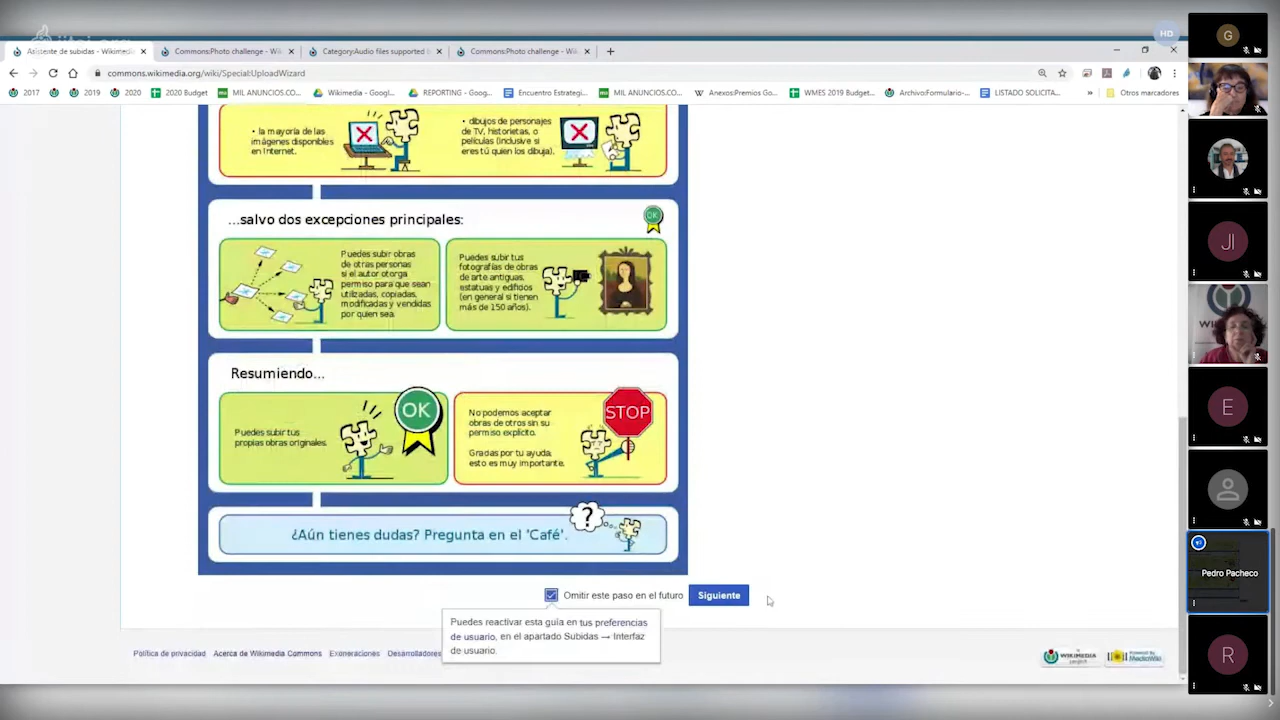 Asistente de subidas - Wikimedi
Commons:Photo challenge - Wi
Category:Audio files supported b
Commons:Photo challenge - Wi
HD
commons.wikimedia.org/wiki/Special:UploadWizard
2017
2019
2020
2020 Budget
MIL ANUNCIOS.CO...
Wikimedia - Googl...
REPORTING - Goog...
Encuentro Estrategi...
MIL ANUNCIOS.CO...
Anexos:Premios Go...
WMES 2019 Budget...
Archivo:Formulario-...
LISTADO SOLICITA...
»
Otros marcadores
• la mayoría de las
imágenes disponibles
en Internet.
• dibujos de personajes
de TV, historietas, o
películas (inclusive si
eres tú quien los dibuja).
...salvo dos excepciones principales:
OK
Puedes subir obras
de otras personas
si el autor otorga
permiso para que sean
utilizadas, copiadas,
modificadas y vendidas
por quien sea.
Puedes subir tus
fotografías de obras
de arte antiguas,
estatuas y edificios
(en general si tienen
más de 150 años).
Resumiendo...
Puedes subir tus
propias obras originales.
OK
No podemos aceptar
obras de otros sin su
permiso explícito.
Gracias por tu ayuda,
esto es muy importante.
STOP
¿Aún tienes dudas? Pregunta en el 'Café'.
?
Omitir este paso en el futuro
Siguiente
Puedes reactivar esta guía en tus preferencias
de usuario, en el apartado Subidas → Interfaz
de usuario.
Política de privacidad
Acerca de Wikimedia Commons
Exoneraciones
Desarrolladores
WIKIMEDIA
MediaWiki
G
JI
E
Pedro Pacheco
R